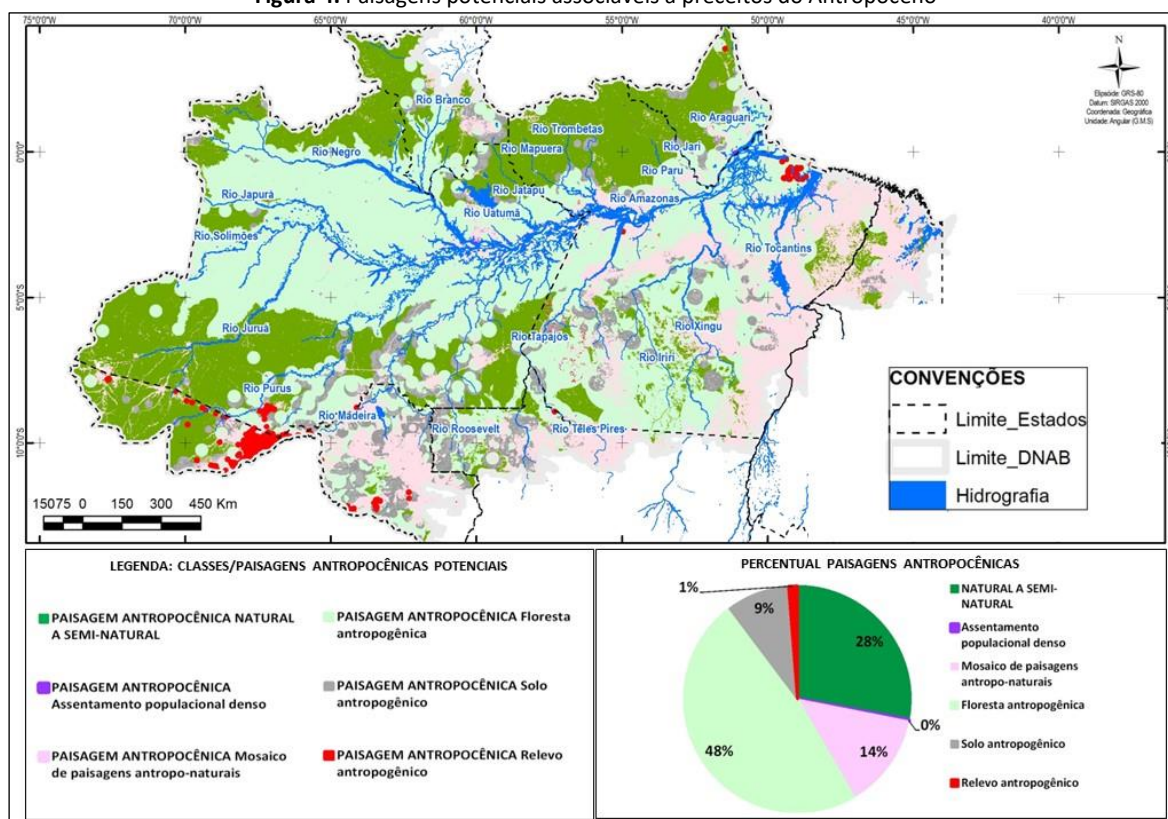 Figura 4. Paisagens potenciais associáveis a preceitos do Antropoceno
75°0'0"W 70°0'0"W 65°0'0"W 60°0'0"W 55°0'0"W 50°0'0"W 45°0'0"W 40°0'0"W
N
Elipsóide: GRS-80
Datum: SIRGAS 2000
Coordenada: Geográfica
Unidade: Angular (G.M.S)
Rio Branco
Rio Araguari
Rio Trombetas
Rio Mapuera
Rio Jari
0°0'0"
Rio Negro
Rio Paru
Rio Japurá
Rio Jatapu
Rio Amazonas
Rio Uatumã
Rio Solimões
Rio Tocantins
5°0'0"S
Rio Juruá
Rio Tapajós
Rio Xingu
Rio Iriri
Rio Purus
Rio Madeira
Rio Roosevelt
Rio Teles Pires
10°0'0"S
CONVENÇÕES
Limite_Estados
Limite_DNAB
Hidrografia
15075 0 150 300 450 Km
LEGENDA: CLASSES/PAISAGENS ANTROPOCÊNICAS POTENCIAIS
PAISAGEM ANTROPOCÊNICA NATURAL
A SEMI-NATURAL
PAISAGEM ANTROPOCÊNICA Floresta
antropogênica
PAISAGEM ANTROPOCÊNICA
Assentamento populacional denso
PAISAGEM ANTROPOCÊNICA Solo
antropogênico
PAISAGEM ANTROPOCÊNICA Mosaico
de paisagens antropo-naturais
PAISAGEM ANTROPOCÊNICA Relevo
antropogênico
PERCENTUAL PAISAGENS ANTROPOCÊNICAS
1%
9%
28%
0%
14%
48%
NATURAL A SEMI-
NATURAL
Assentamento
populacional denso
Mosaico de paisagens
antropo-naturais
Floresta antropogênica
Solo antropogênico
Relevo antropogênico